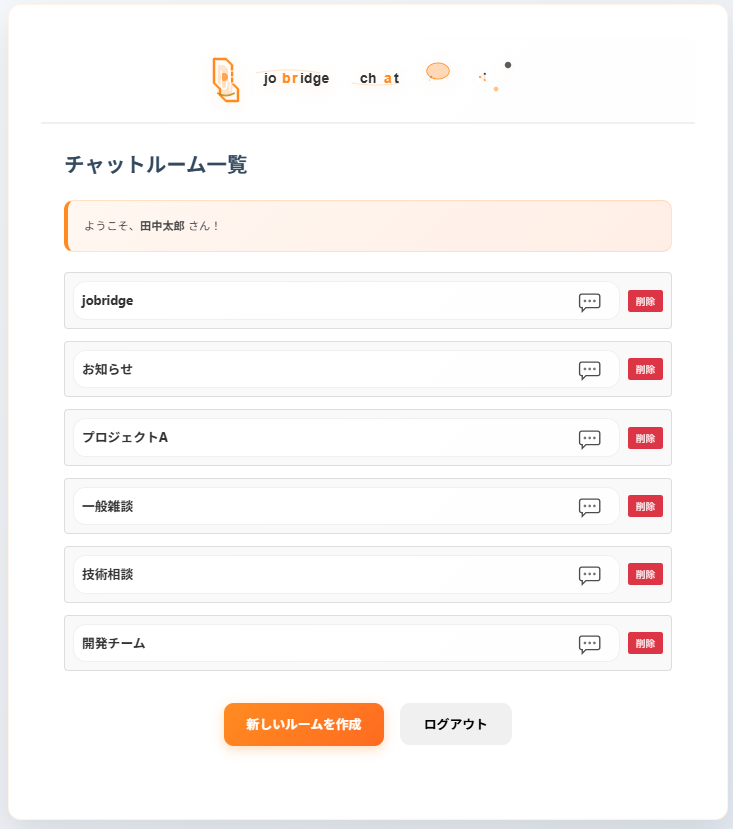 jobridge chat
チャットルーム一覧
ようこそ、田中太郎 さん！
jobridge
削除
お知らせ
削除
プロジェクトA
削除
一般雑談
削除
技術相談
削除
開発チーム
削除
新しいルームを作成
ログアウト